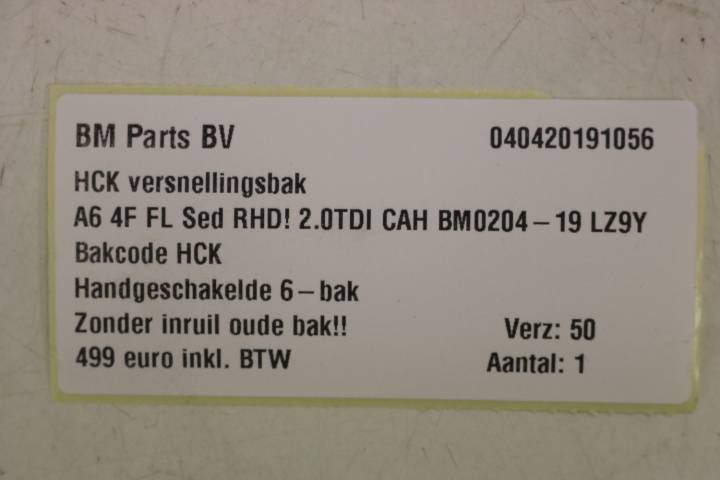 BM Parts BV 040420191056
HCK versnellingsbak
A6 4F FL Sed RHD! 2.0TDI CAH BM0204-19 LZ9Y
Bakcode HCK
Handgeschakelde 6-bak
Zonder inruil oude bak!! Verz: 50
499 euro inkl. BTW Aantal: 1